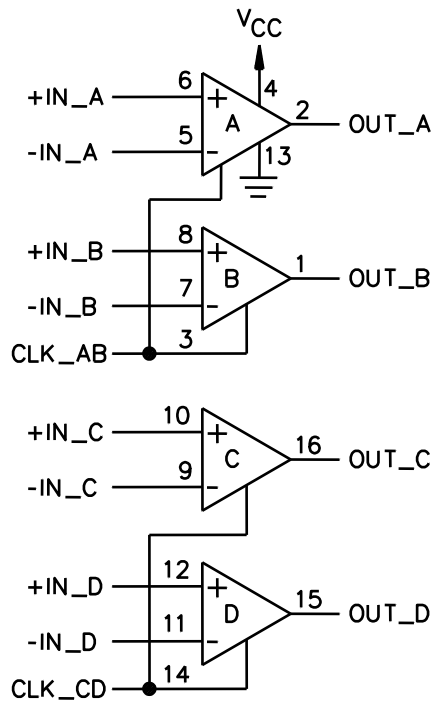 VCC
6
4
+IN_A
+
A
2
OUT_A
5
-IN_A
-
13
8
+IN_B
+
B
1
OUT_B
7
-IN_B
-
CLK_AB
3
10
+IN_C
+
C
16
OUT_C
9
-IN_C
-
12
+IN_D
+
D
15
OUT_D
11
-IN_D
-
14
CLK_CD